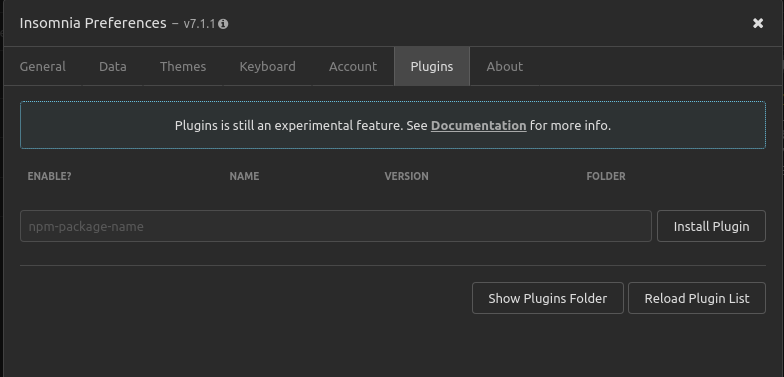 Insomnia Preferences – v7.1.1
General Data Themes Keyboard Account Plugins About
Plugins is still an experimental feature. See Documentation for more info.
ENABLE? NAME VERSION FOLDER
npm-package-name Install Plugin
Show Plugins Folder Reload Plugin List